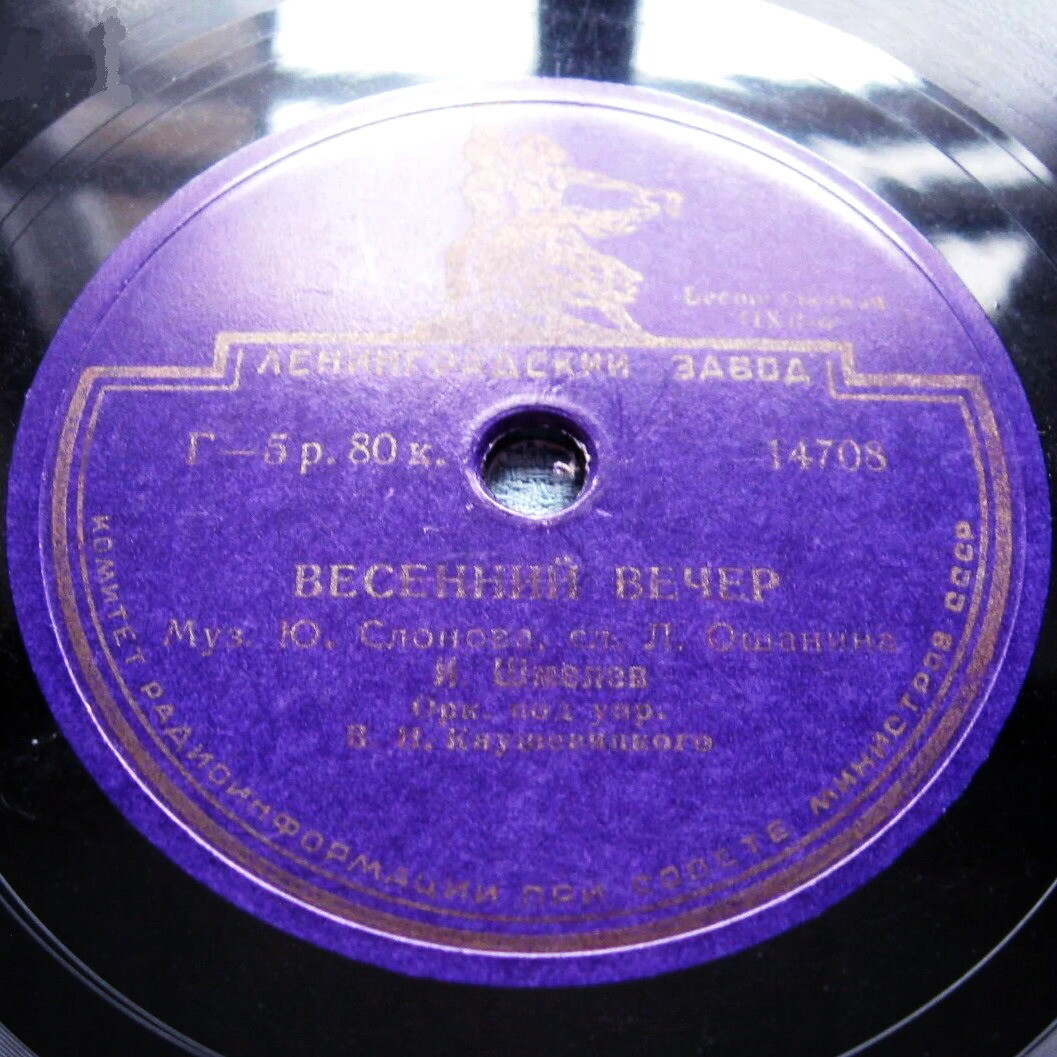 ЛЕНИНГРАДСКИЙ ЗАВОД
Г—5 р. 80 к.
14708
ВЕСЕННИЙ ВЕЧЕР
Муз. Ю. Слонова, сл. Л. Ошанина
И. Шмелев
Орк. под упр.
В. И. Каушевицкого
КОМИТЕТ РАДИОИНФОРМАЦИИ ПРИ СОВЕТЕ МИНИСТРОВ СССР